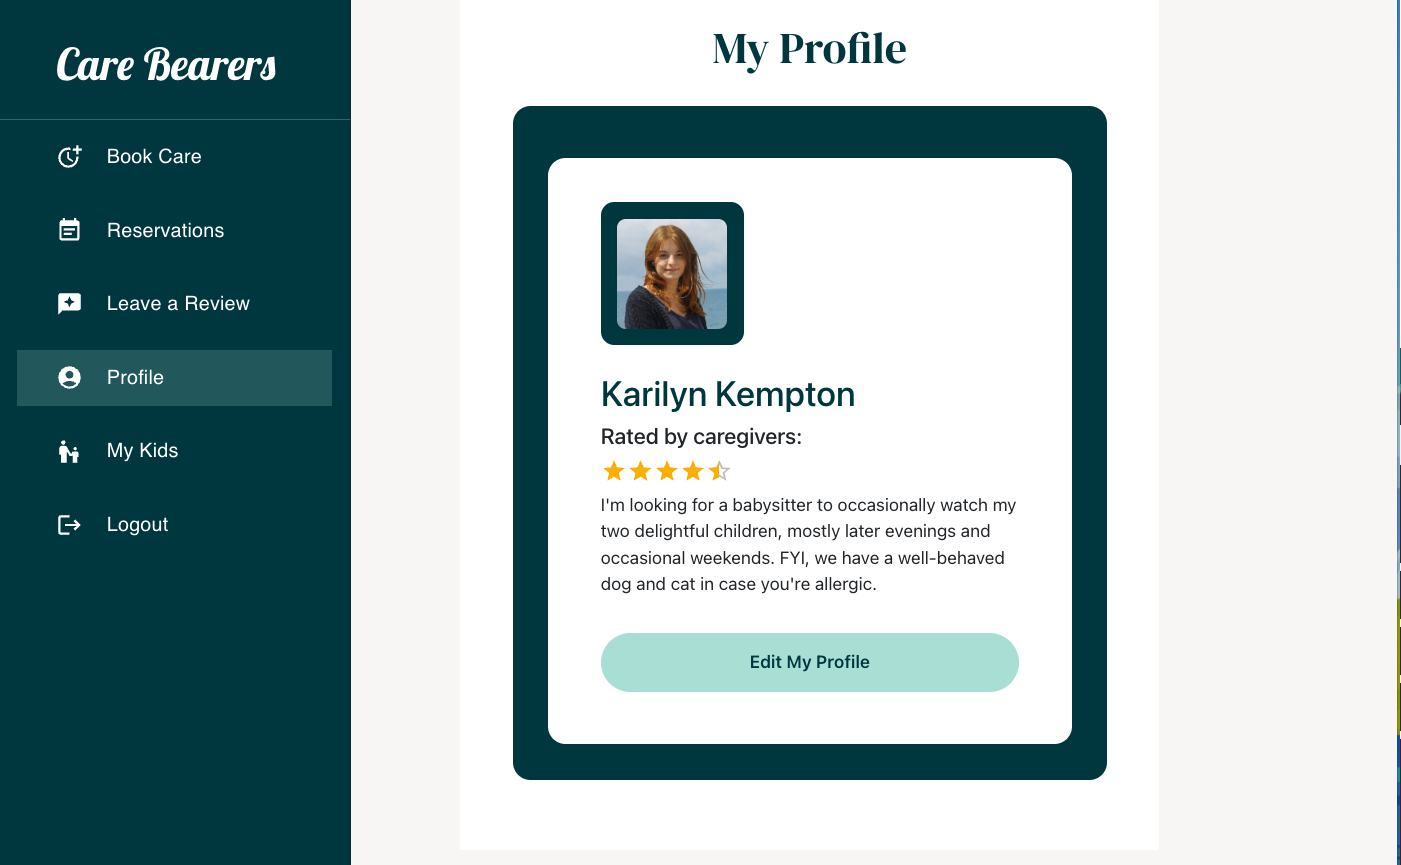 Care Bearers
Book Care
Reservations
Leave a Review
Profile
My Kids
Logout
My Profile
Karilyn Kempton
Rated by caregivers:
I'm looking for a babysitter to occasionally watch my
two delightful children, mostly later evenings and
occasional weekends. FYI, we have a well-behaved
dog and cat in case you're allergic.
Edit My Profile